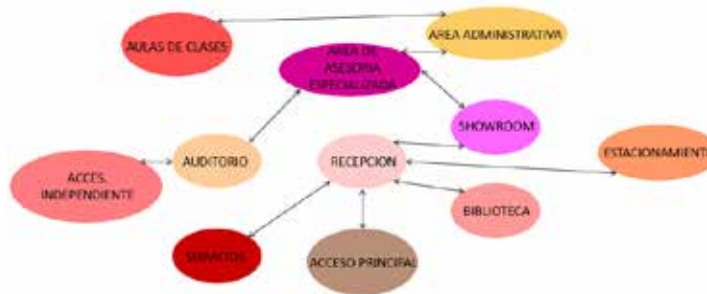 AULAS DE CLASES
AREA ADMINISTRATIVA
AREA DE
ASESORIA
ESPECIALIZADA
SHOWROOM
AUDITORIO
RECEPCION
ESTACIONAMIENTO
ACCES.
INDEPENDIENTE
BIBLIOTECA
SERVICIOS
ACCESO PRINCIPAL